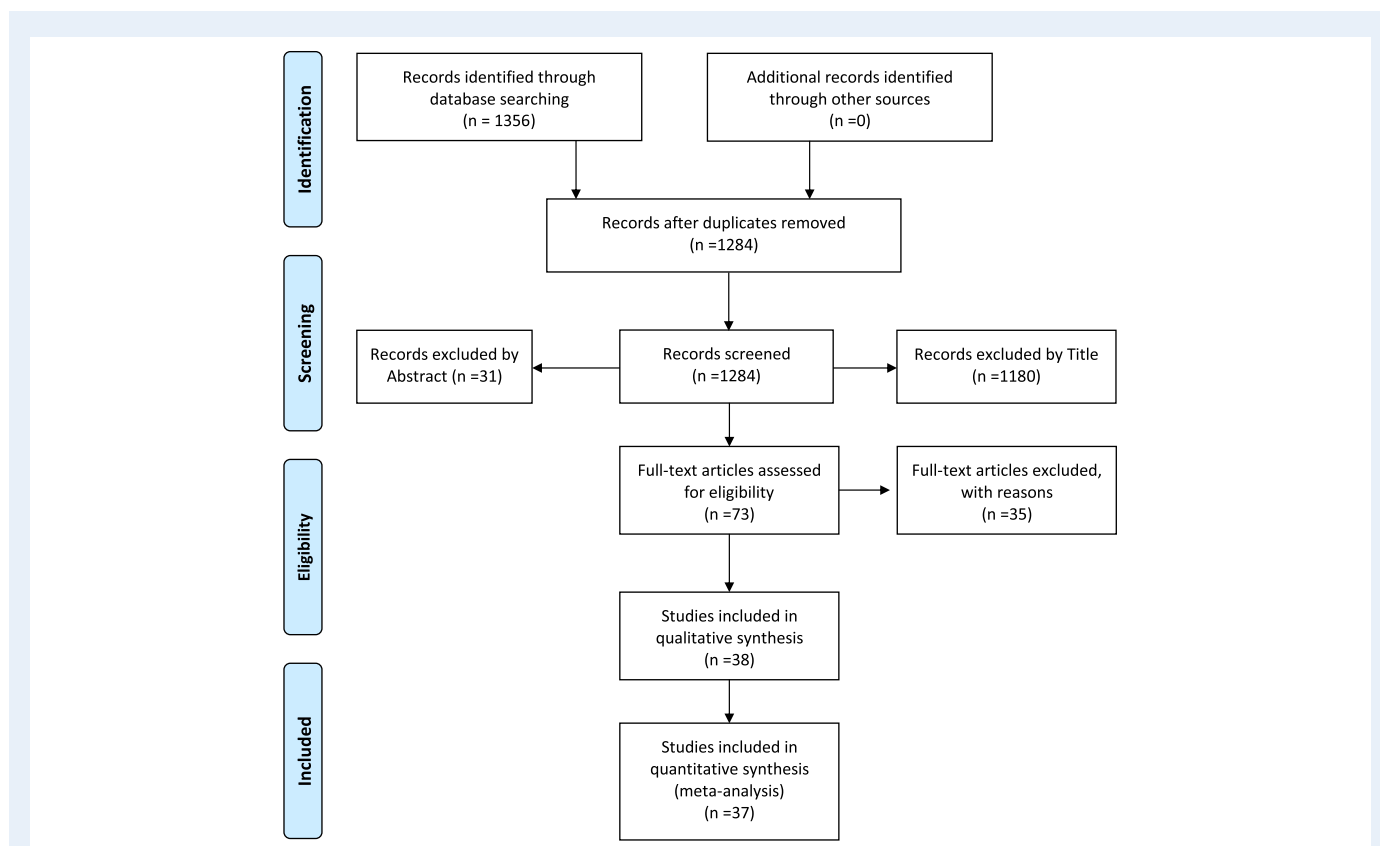 Identification
Records identified through
database searching
(n = 1356)
Additional records identified
through other sources
(n =0)
Records after duplicates removed
(n =1284)
Screening
Records excluded by
Abstract (n =31)
Records screened
(n =1284)
Records excluded by Title
(n =1180)
Eligibility
Full-text articles assessed
for eligibility
(n =73)
Full-text articles excluded,
with reasons
(n =35)
Studies included in
qualitative synthesis
(n =38)
Included
Studies included in
quantitative synthesis
(meta-analysis)
(n =37)